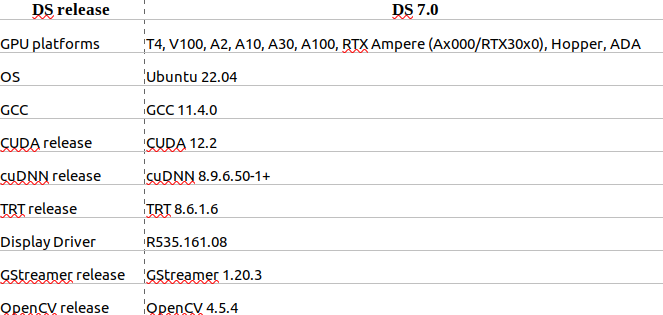 DS release DS 7.0
GPU platforms T4, V100, A2, A10, A30, A100, RTX Ampere (Ax000/RTX30x0), Hopper, ADA
OS Ubuntu 22.04
GCC GCC 11.4.0
CUDA release CUDA 12.2
cuDNN release cuDNN 8.9.6.50-1+
TRT release TRT 8.6.1.6
Display Driver R535.161.08
GStreamer release GStreamer 1.20.3
OpenCV release OpenCV 4.5.4